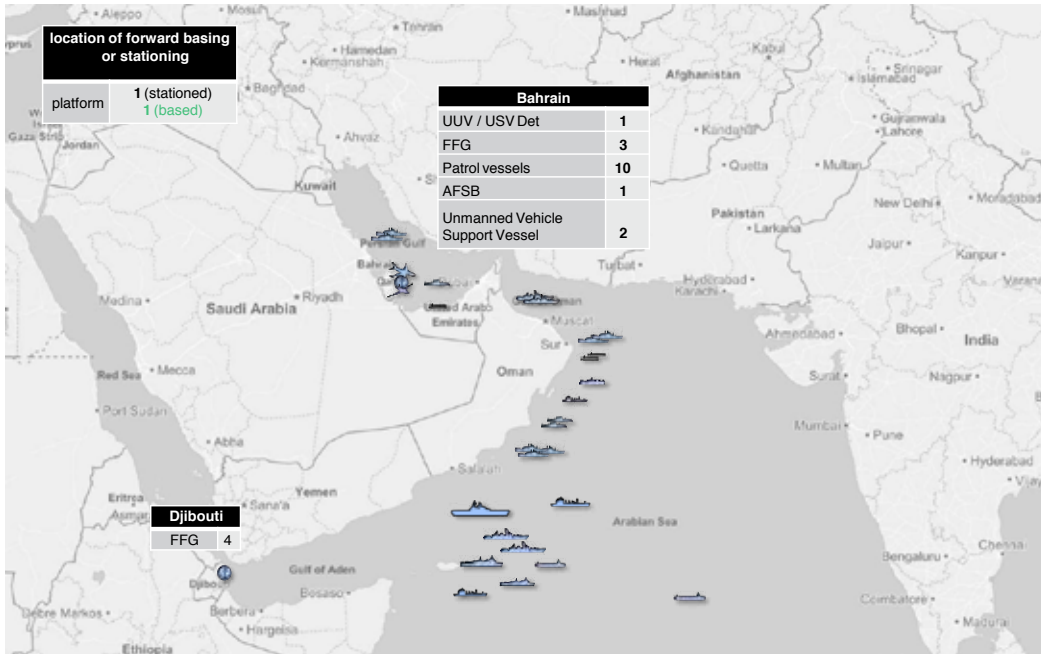 Aleppo
Mosul
Tehran
Mashhad
location of forward basing
or stationing
platform
1 (stationed)
1 (based)
Hamedan
Kermanshah
Baghdad
Herat
Kabul
Afghanistan
Islamabad
Srinagar
Gujranwala
Lahore
Kandahar
Gaza Strip
Jordan
Ahvaz
Kuwait
Bahrain
UUV / USV Det 1
FFG 3
Patrol vessels 10
AFSB 1
Unmanned Vehicle
Support Vessel 2
Quetta
Multan
New Delhi
Moradabad
Pakistan
Larkana
Jaipur
Kanpur
Persian Gulf
Turbat
Hyderabad
Karachi
Medina
Riyadh
Saudi Arabia
Emirates
Muscat
Sur
Oman
Ahmedabad
Bhopal
India
Red Sea
Mecca
Surat
Nagpur
Port Sudan
Mumbai
Pune
Abha
Hyderabad
Salalah
Yemen
Eritrea
Sana'a
Arabian Sea
Djibouti
FFG 4
Gulf of Aden
Bengaluru
Chennai
Bosaso
Coimbatore
Debre Markos
Berbera
Hargeisa
Madurai
Ethiopia